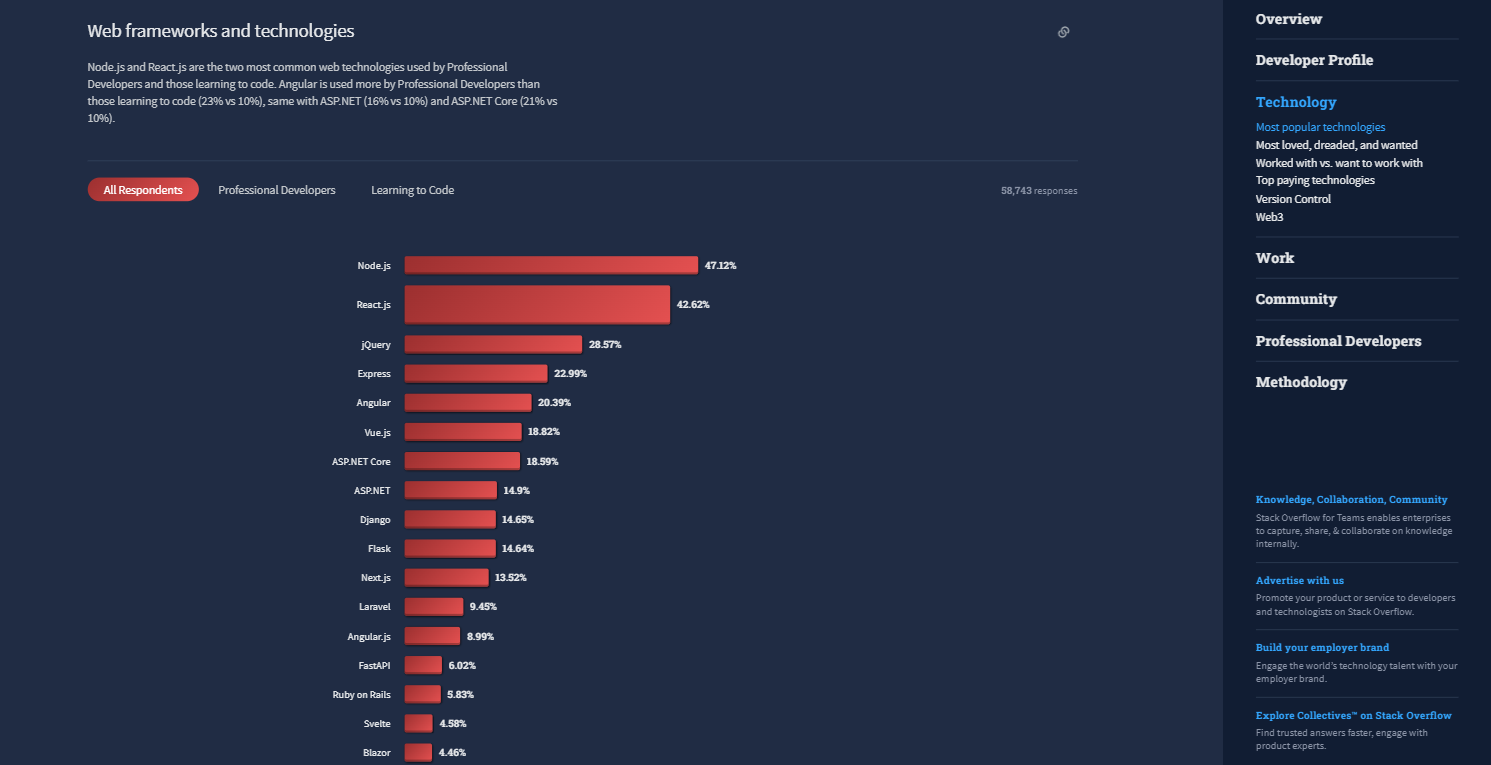 Web frameworks and technologies
Node.js and React.js are the two most common web technologies used by Professional
Developers and those learning to code. Angular is used more by Professional Developers than
those learning to code (23% vs 10%), same with ASP.NET (16% vs 10%) and ASP.NET Core (21% vs
10%).
All Respondents Professional Developers Learning to Code 58,743 responses
Node.js 47.12%
React.js 42.62%
jQuery 28.57%
Express 22.99%
Angular 20.39%
Vue.js 18.82%
ASP.NET Core 18.59%
ASP.NET 14.9%
Django 14.65%
Flask 14.64%
Next.js 13.52%
Laravel 9.45%
Angular.js 8.99%
FastAPI 6.02%
Ruby on Rails 5.83%
Svelte 4.58%
Blazor 4.46%
Overview
Developer Profile
Technology
Most popular technologies
Most loved, dreaded, and wanted
Worked with vs. want to work with
Top paying technologies
Version Control
Web3
Work
Community
Professional Developers
Methodology
Knowledge, Collaboration, Community
Stack Overflow for Teams enables enterprises
to capture, share, & collaborate on knowledge
internally.
Advertise with us
Promote your product or service to developers
and technologists on Stack Overflow.
Build your employer brand
Engage the world's technology talent with your
employer brand.
Explore Collectives™ on Stack Overflow
Find trusted answers faster, engage with
product experts.